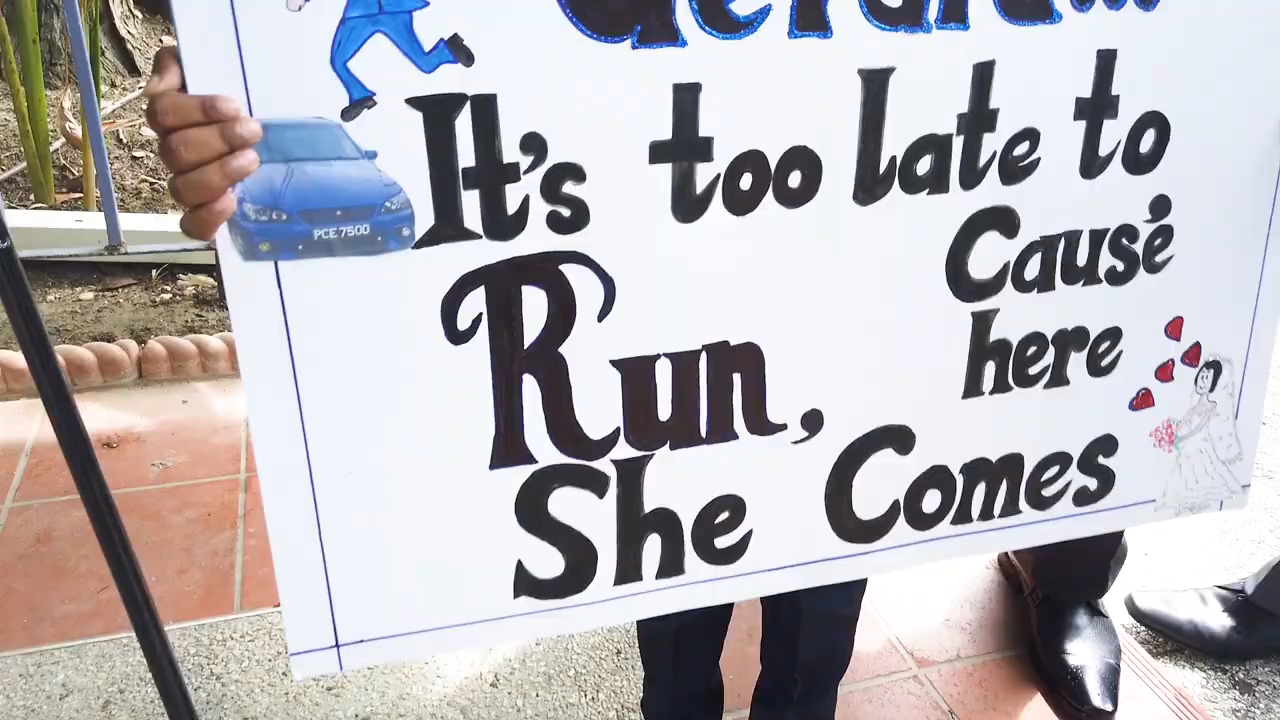 It's too late to
Run, Cause'
here
She Comes
PCE 7500